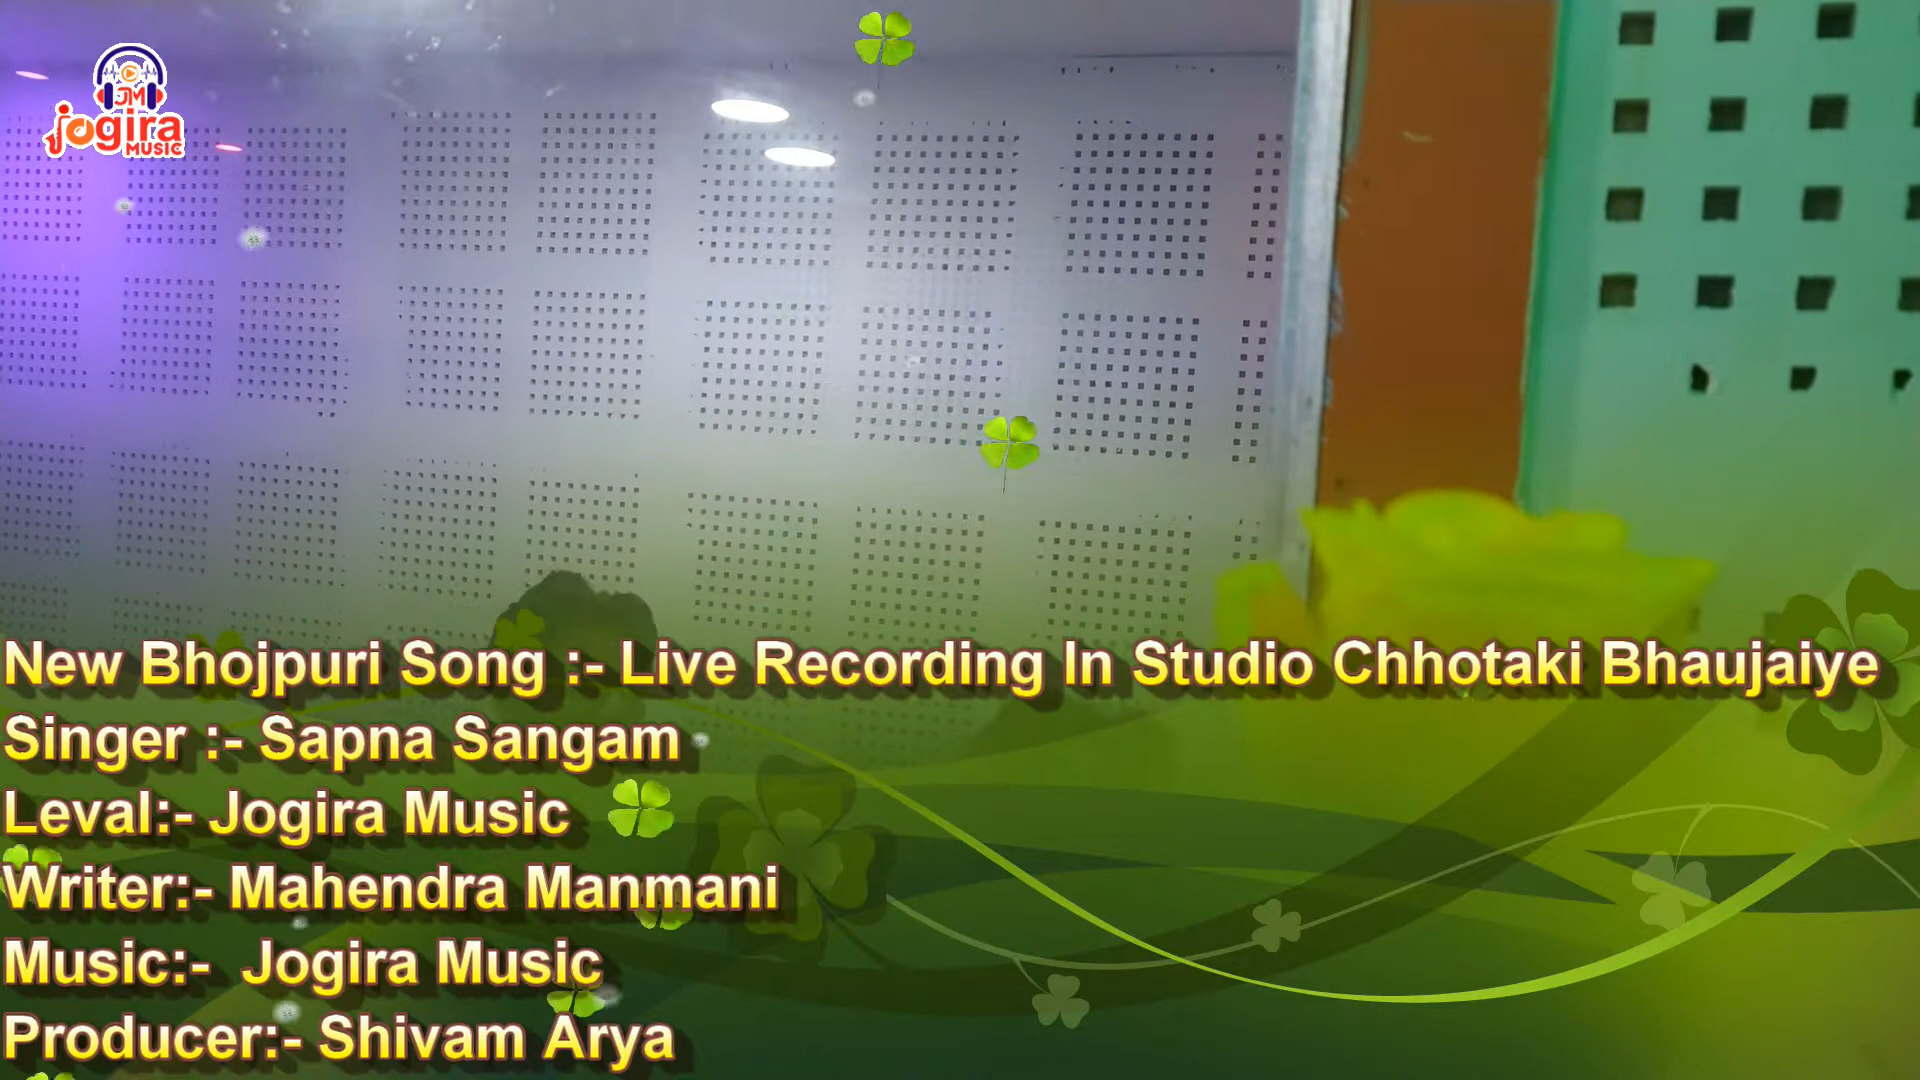 JM
jogira
MUSIC
New Bhojpuri Song :- Live Recording In Studio Chhotaki Bhaujaiye
Singer :- Sapna Sangam
Leval:- Jogira Music
Writer:- Mahendra Manmani
Music:- Jogira Music
Producer:- Shivam Arya